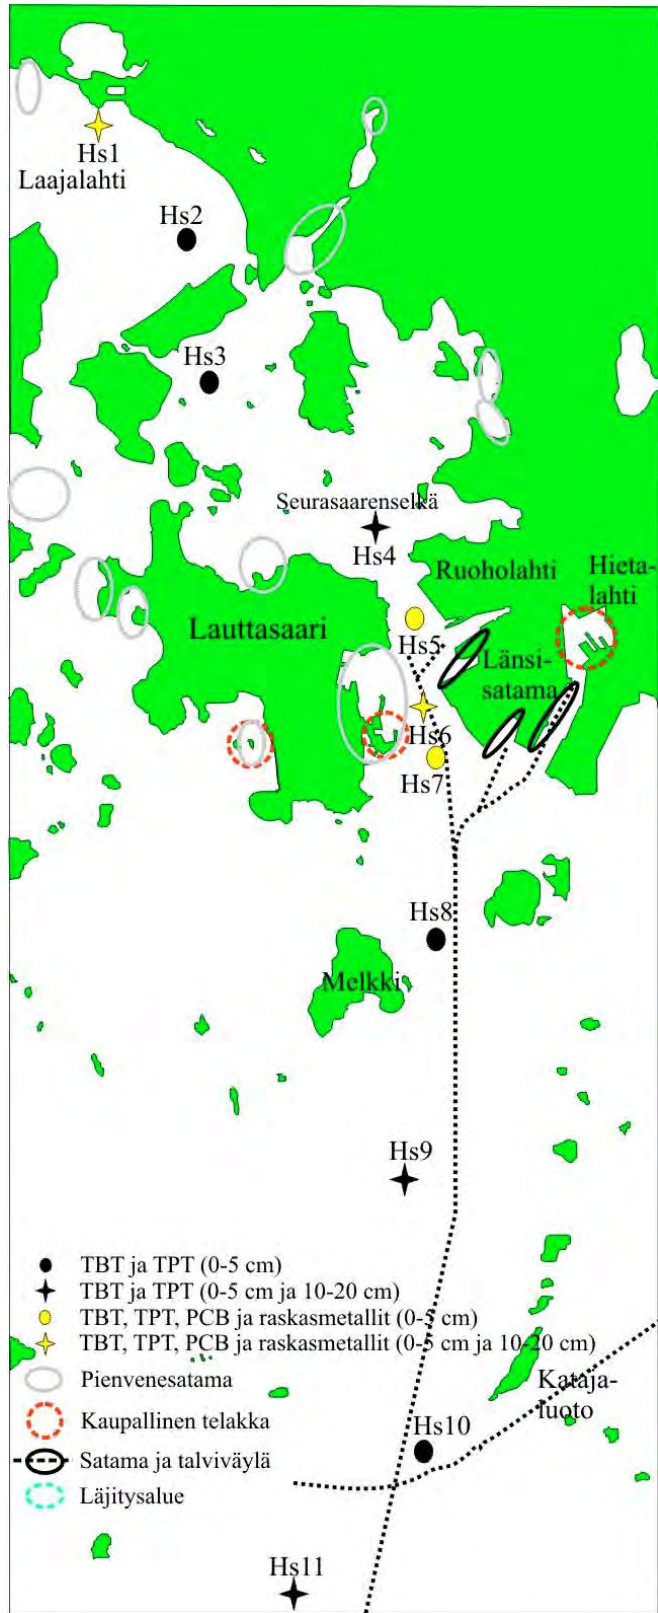 Hs1
Laajalahti
Hs2
Hs3
Seurasaarenselkä
Hs4
Ruoholahti
Hieta-
lahti
Lauttasaari
Hs5
Länsi-
satama
Hs6
Hs7
Hs8
Melkki
Hs9
TBT ja TPT (0-5 cm)
TBT ja TPT (0-5 cm ja 10-20 cm)
TBT, TPT, PCB ja raskasmetallit (0-5 cm)
TBT, TPT, PCB ja raskasmetallit (0-5 cm ja 10-20 cm)
Pienvenesatama
Kataja-
luoto
Kaupallinen telakka
Hs10
Satama ja talviväylä
Läjitysalue
Hs11